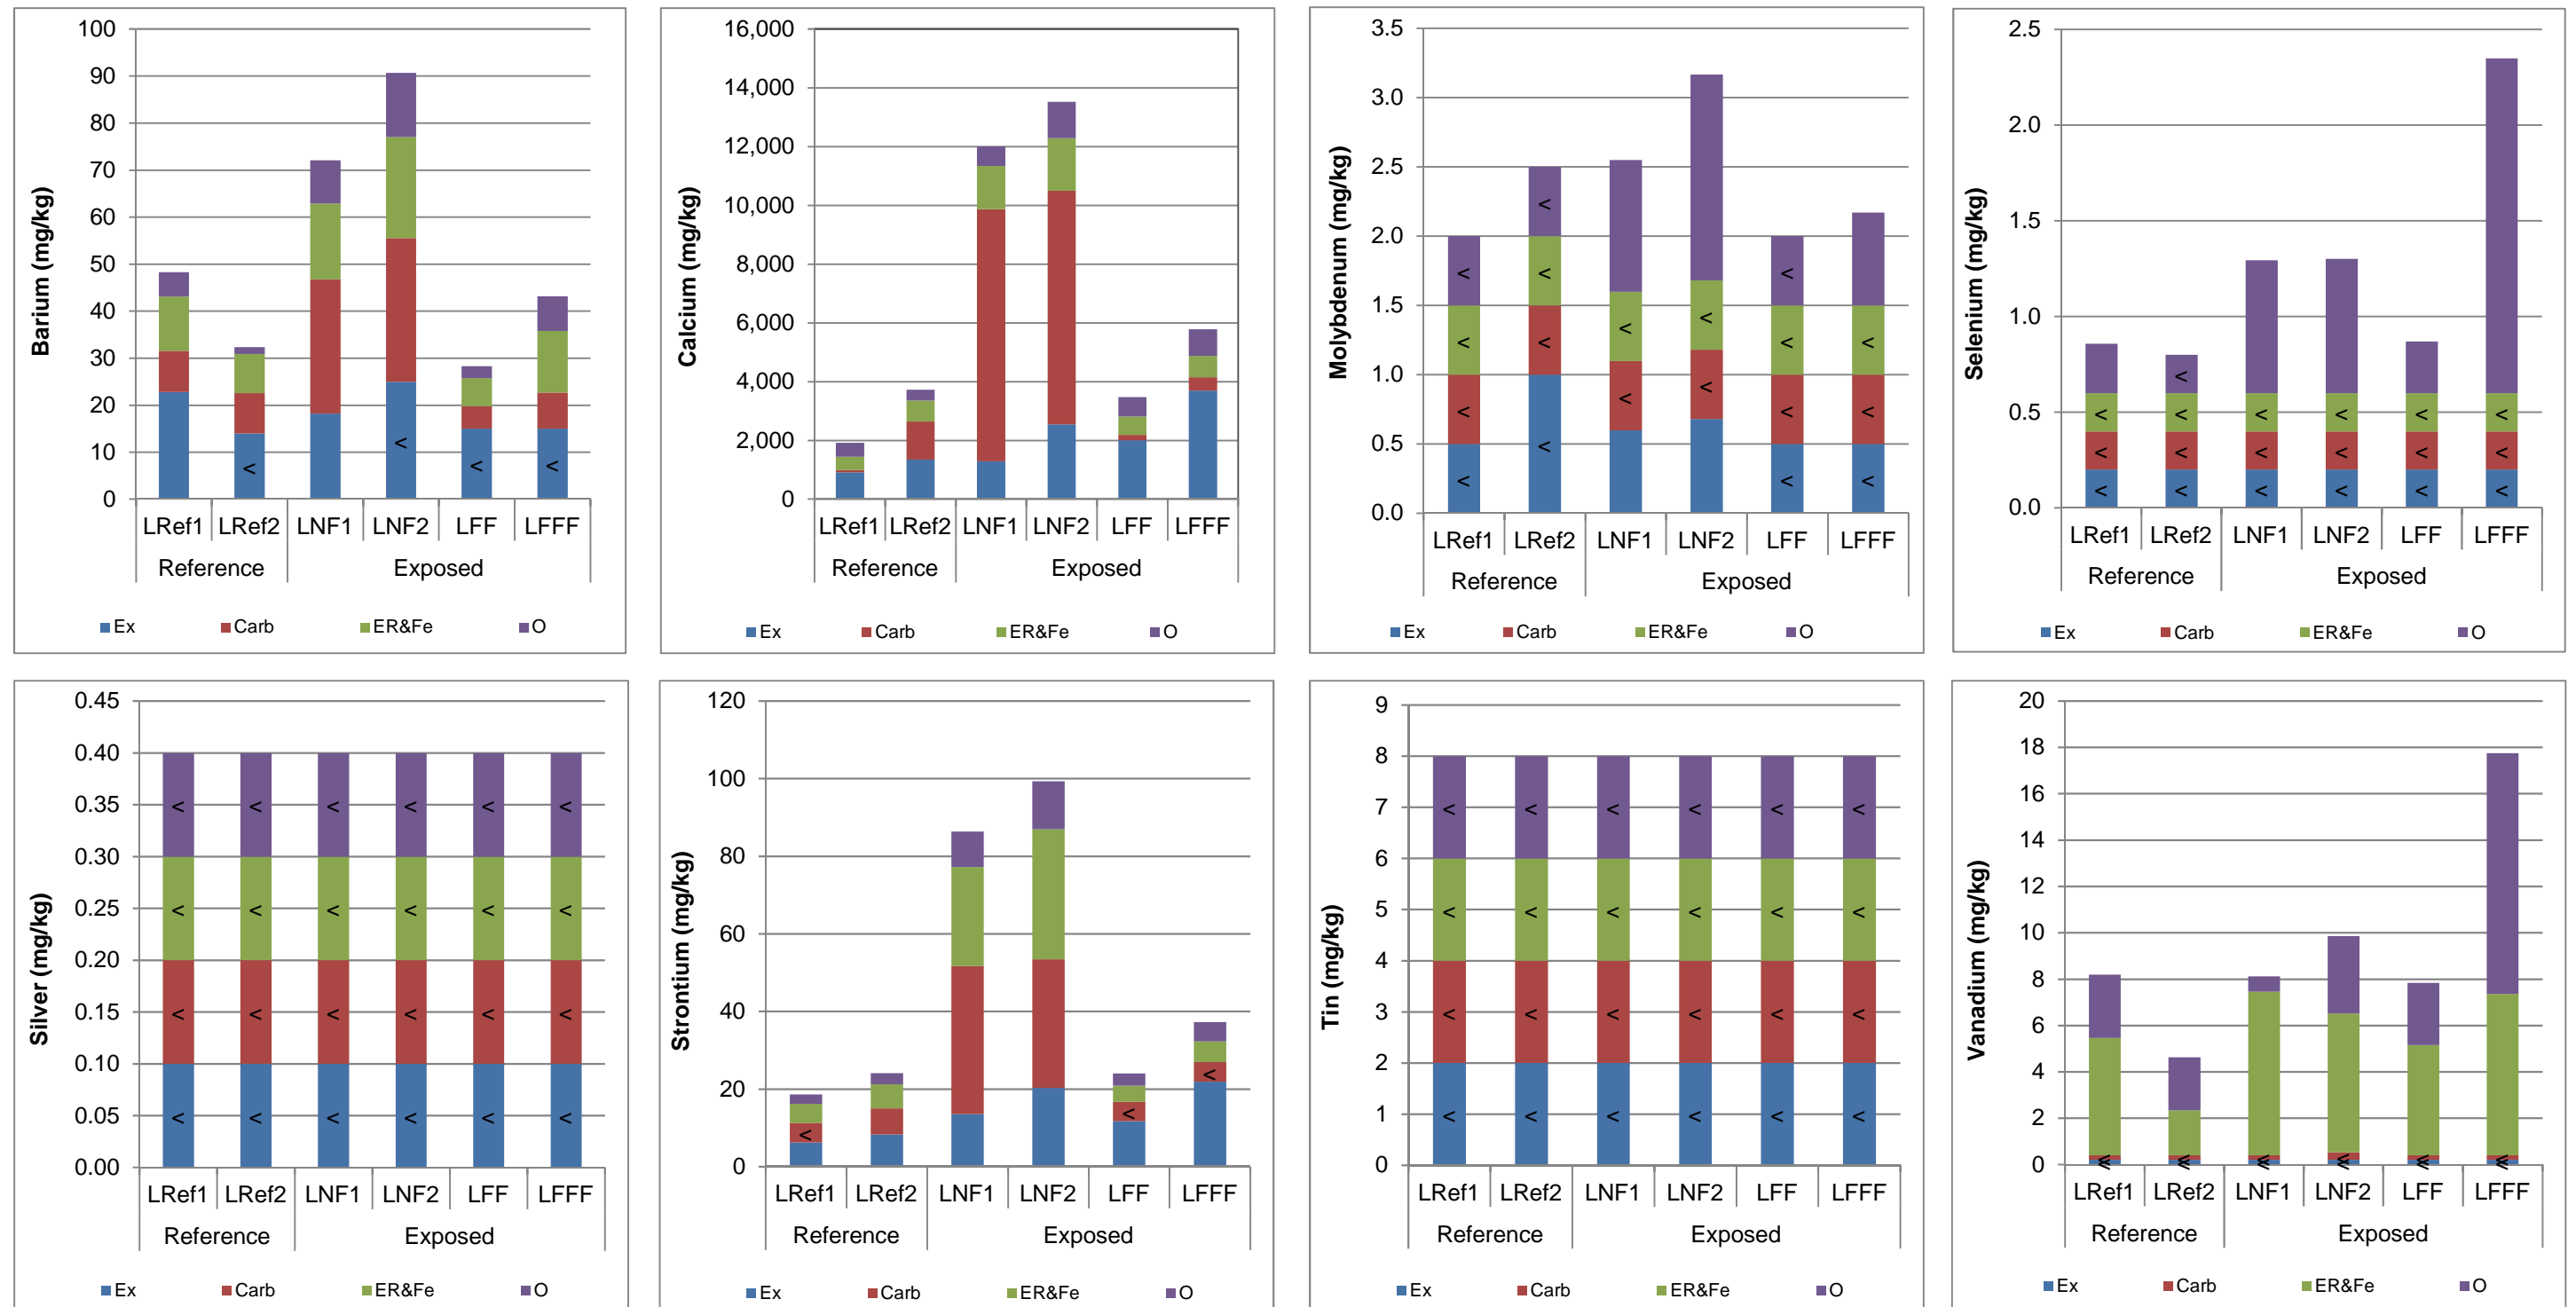 Barium (mg/kg)
100
90
80
70
60
50
40
30
20
10
0
< < < <
LRef1 LRef2 LNF1 LNF2 LFF LFFF
Reference Exposed
Ex Carb ER&Fe O
Calcium (mg/kg)
16,000
14,000
12,000
10,000
8,000
6,000
4,000
2,000
0
LRef1 LRef2 LNF1 LNF2 LFF LFFF
Reference Exposed
Ex Carb ER&Fe O
Molybdenum (mg/kg)
3.5
3.0
2.5
2.0
1.5
1.0
0.5
0.0
< < <
< < < < < <
< < < < < <
< < < <
LRef1 LRef2 LNF1 LNF2 LFF LFFF
Reference Exposed
Ex Carb ER&Fe O
Selenium (mg/kg)
2.5
2.0
1.5
1.0
0.5
0.0
<
< < < < < <
< < < < < <
< < < < < <
LRef1 LRef2 LNF1 LNF2 LFF LFFF
Reference Exposed
Ex Carb ER&Fe O
Silver (mg/kg)
0.45
0.40
0.35
0.30
0.25
0.20
0.15
0.10
0.05
0.00
< < < < < <
< < < < < <
< < < < < <
< < < < < <
LRef1 LRef2 LNF1 LNF2 LFF LFFF
Reference Exposed
Ex Carb ER&Fe O
Strontium (mg/kg)
120
100
80
60
40
20
0
< < <
LRef1 LRef2 LNF1 LNF2 LFF LFFF
Reference Exposed
Ex Carb ER&Fe O
Tin (mg/kg)
9
8
7
6
5
4
3
2
1
0
< < < < < <
< < < < < <
< < < < < <
< < < < < <
LRef1 LRef2 LNF1 LNF2 LFF LFFF
Reference Exposed
Ex Carb ER&Fe O
Vanadium (mg/kg)
20
18
16
14
12
10
8
6
4
2
0
< < < < < <
< < < < < <
LRef1 LRef2 LNF1 LNF2 LFF LFFF
Reference Exposed
Ex Carb ER&Fe O